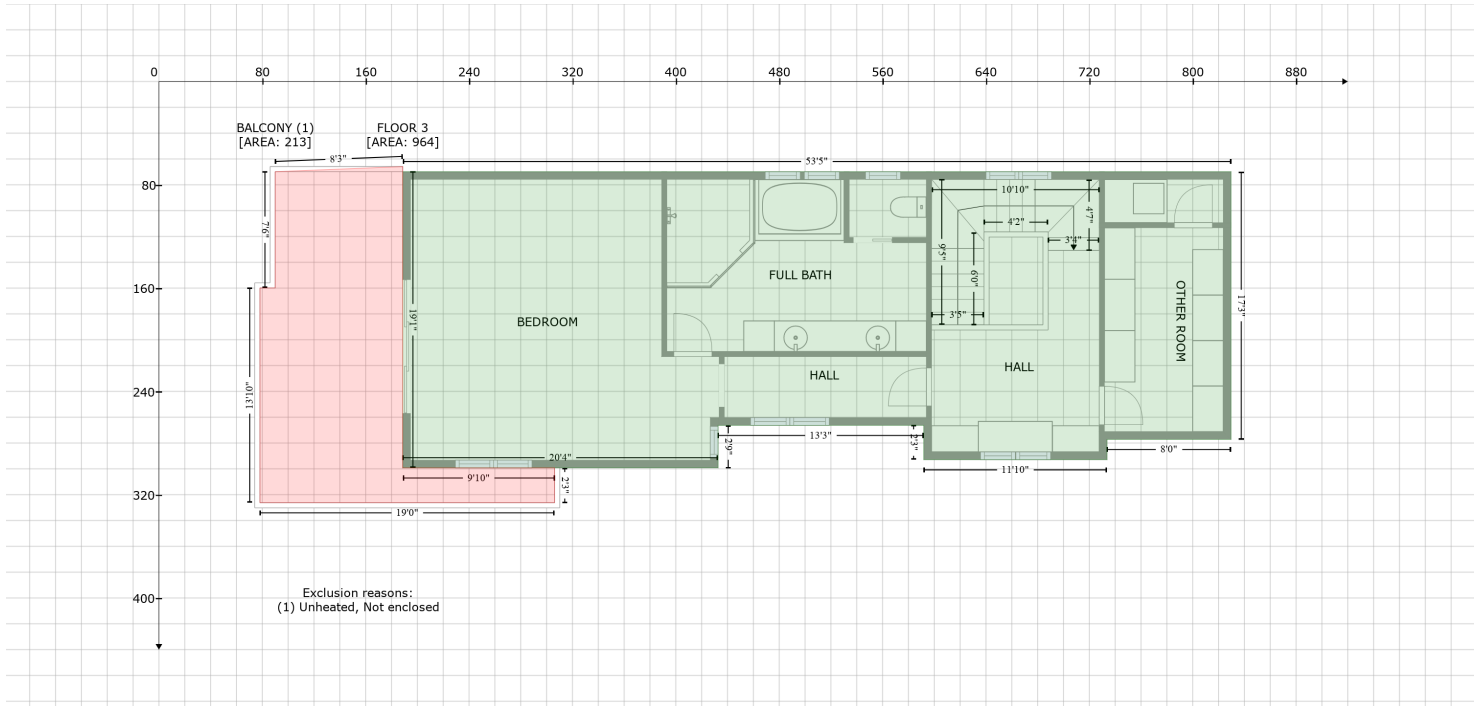 0 80 160 240 320 400 480 560 640 720 800 880
BALCONY (1)
[AREA: 213]
FLOOR 3
[AREA: 964]
8'3"
53'5"
80
10'10"
4'7"
4'2"
7'6"
3'4"
9'5"
6'0"
FULL BATH
160
OTHER ROOM
17'3"
19'1"
3'5"
BEDROOM
HALL
HALL
240
13'10"
13'3"
2'9"
2'3"
8'0"
20'4"
11'10"
9'10"
2'3"
320
19'0"
400
Exclusion reasons:
(1) Unheated, Not enclosed